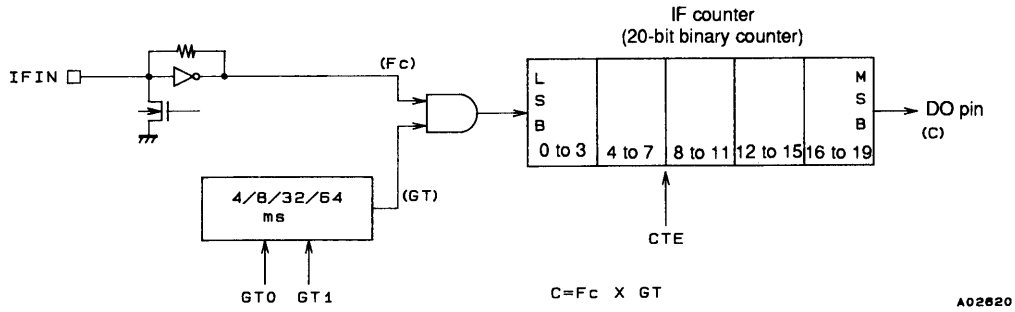 IF counter
(20-bit binary counter)
IFIN
(Fc)
L
S
B
M
S
B
DO pin
(C)
0 to 3
4 to 7
8 to 11
12 to 15
16 to 19
4/8/32/64
ms
(GT)
CTE
GT0
GT1
C=Fc X GT
A02620